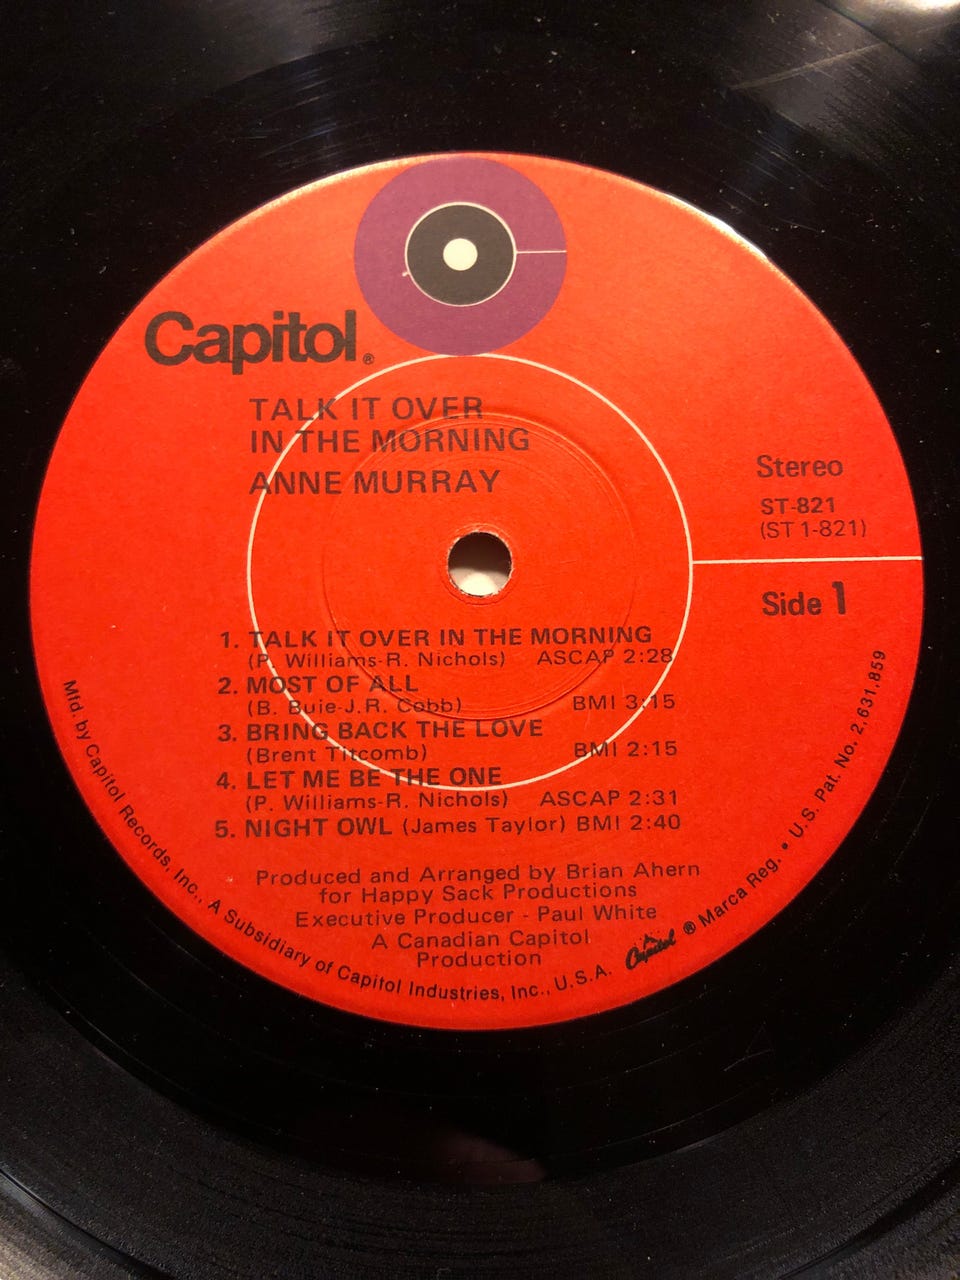 Capitol®
TALK IT OVER
IN THE MORNING
ANNE MURRAY
Stereo
ST-821
(ST 1-821)
Side 1
1. TALK IT OVER IN THE MORNING
(P. Williams-R. Nichols) ASCAP 2:28
2. MOST OF ALL
(B. Buie-J.R. Cobb) BMI 3:15
3. BRING BACK THE LOVE
(Brent Titcomb) BMI 2:15
4. LET ME BE THE ONE
(P. Williams-R. Nichols) ASCAP 2:31
5. NIGHT OWL (James Taylor) BMI 2:40
Produced and Arranged by Brian Ahern
for Happy Sack Productions
Executive Producer - Paul White
A Canadian Capitol
Production
Mfd. by Capitol Records, Inc., A Subsidiary of Capitol Industries, Inc., U.S.A. Capitol ® Marca Reg. • U.S. Pat. No. 2,631,859